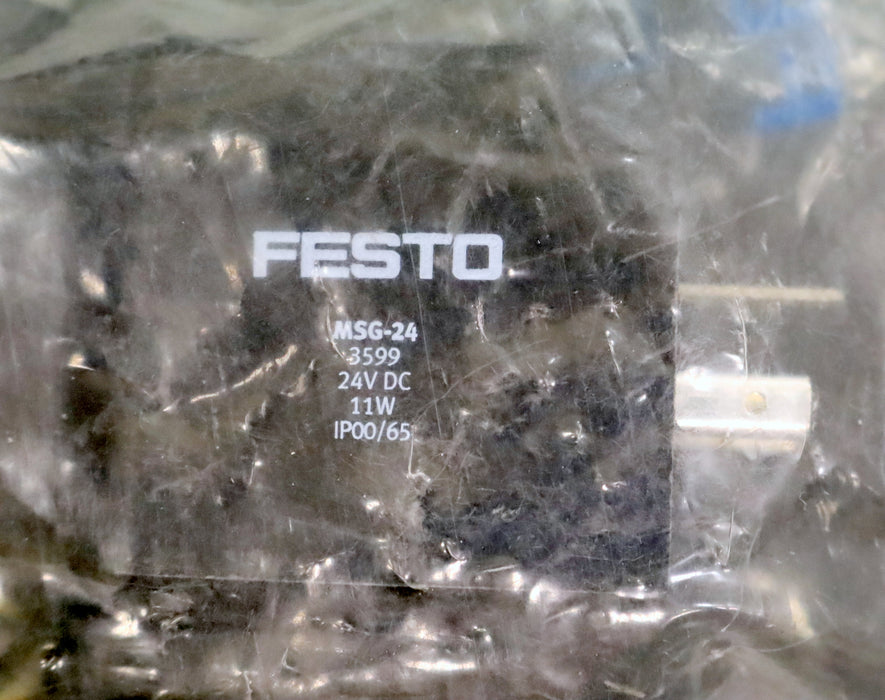 FESTO
MSG-24
3599
24V DC
11W
IP00/65